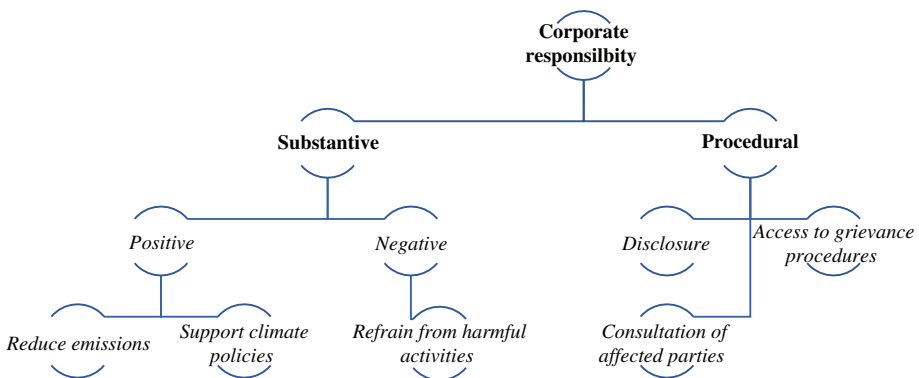 Corporate
responsilbity
Substantive
Procedural
Positive
Negative
Disclosure
Access to grievance
procedures
Reduce emissions
Support climate
policies
Refrain from harmful
activities
Consultation of
affected parties